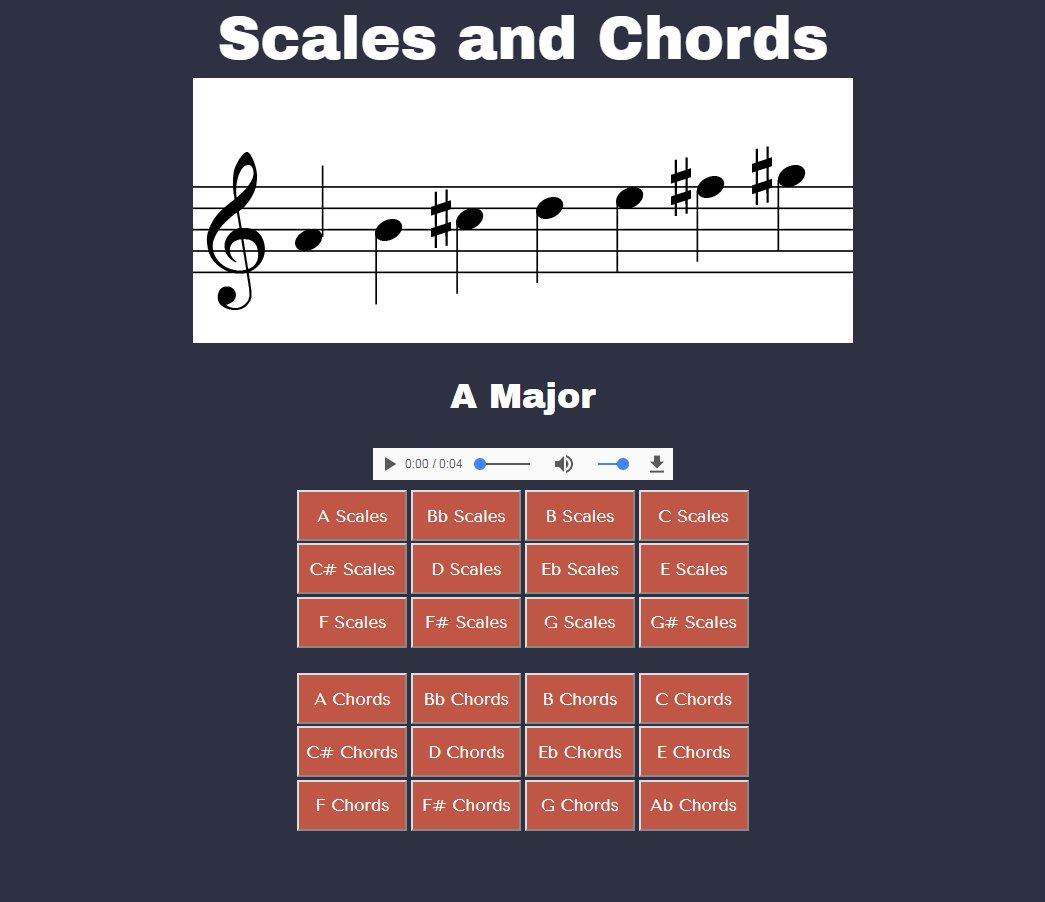 Scales and Chords
A Major
0:00 / 0:04
A Scales Bb Scales B Scales C Scales
C# Scales D Scales Eb Scales E Scales
F Scales F# Scales G Scales G# Scales
A Chords Bb Chords B Chords C Chords
C# Chords D Chords Eb Chords E Chords
F Chords F# Chords G Chords Ab Chords